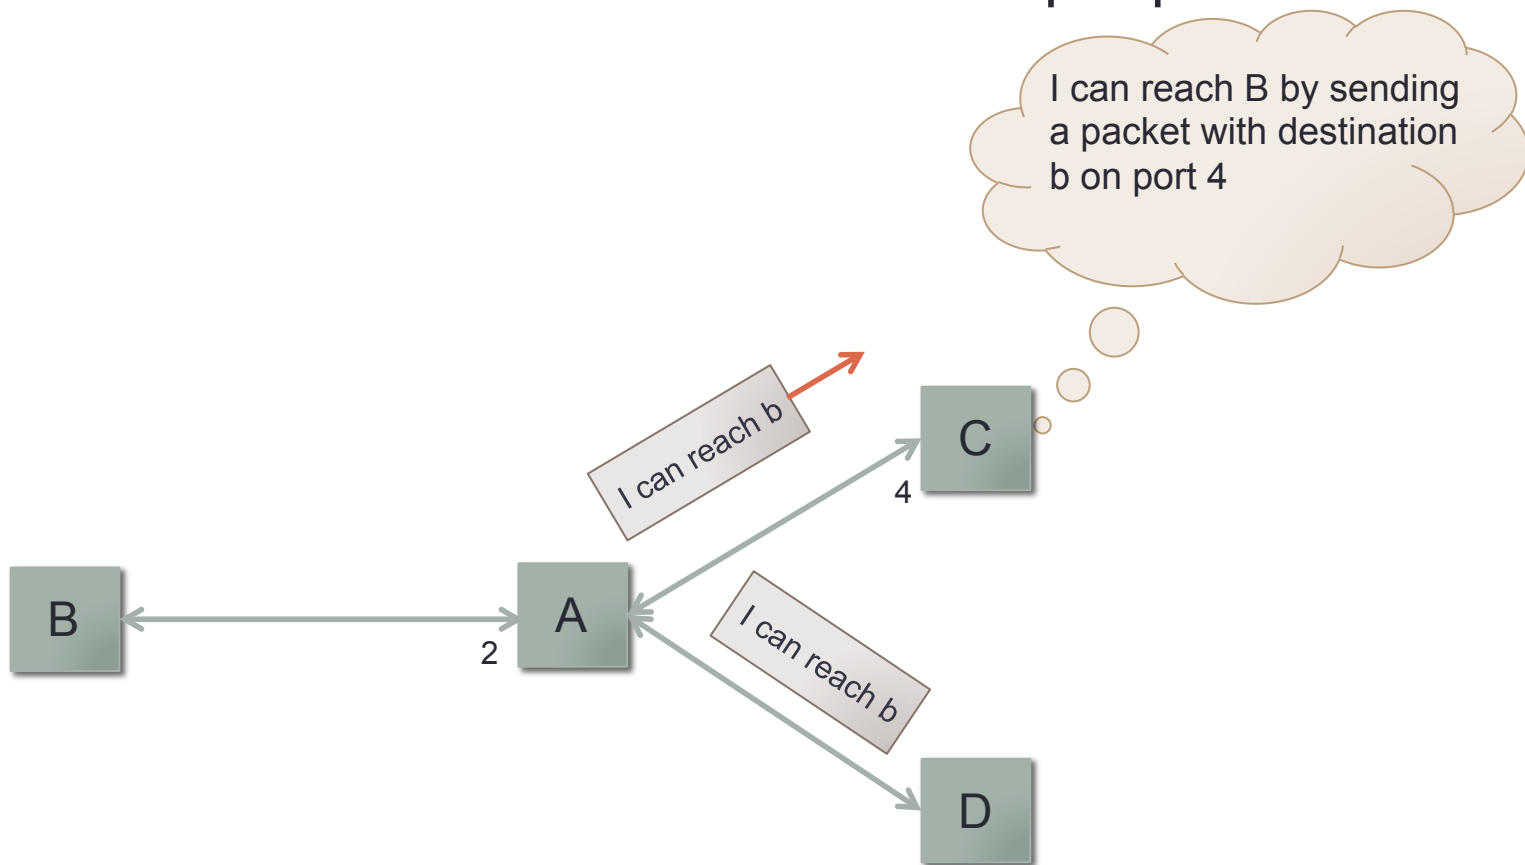 I can reach B by sending
a packet with destination
b on port 4
I can reach b
C
4
B
A
2
I can reach b
D